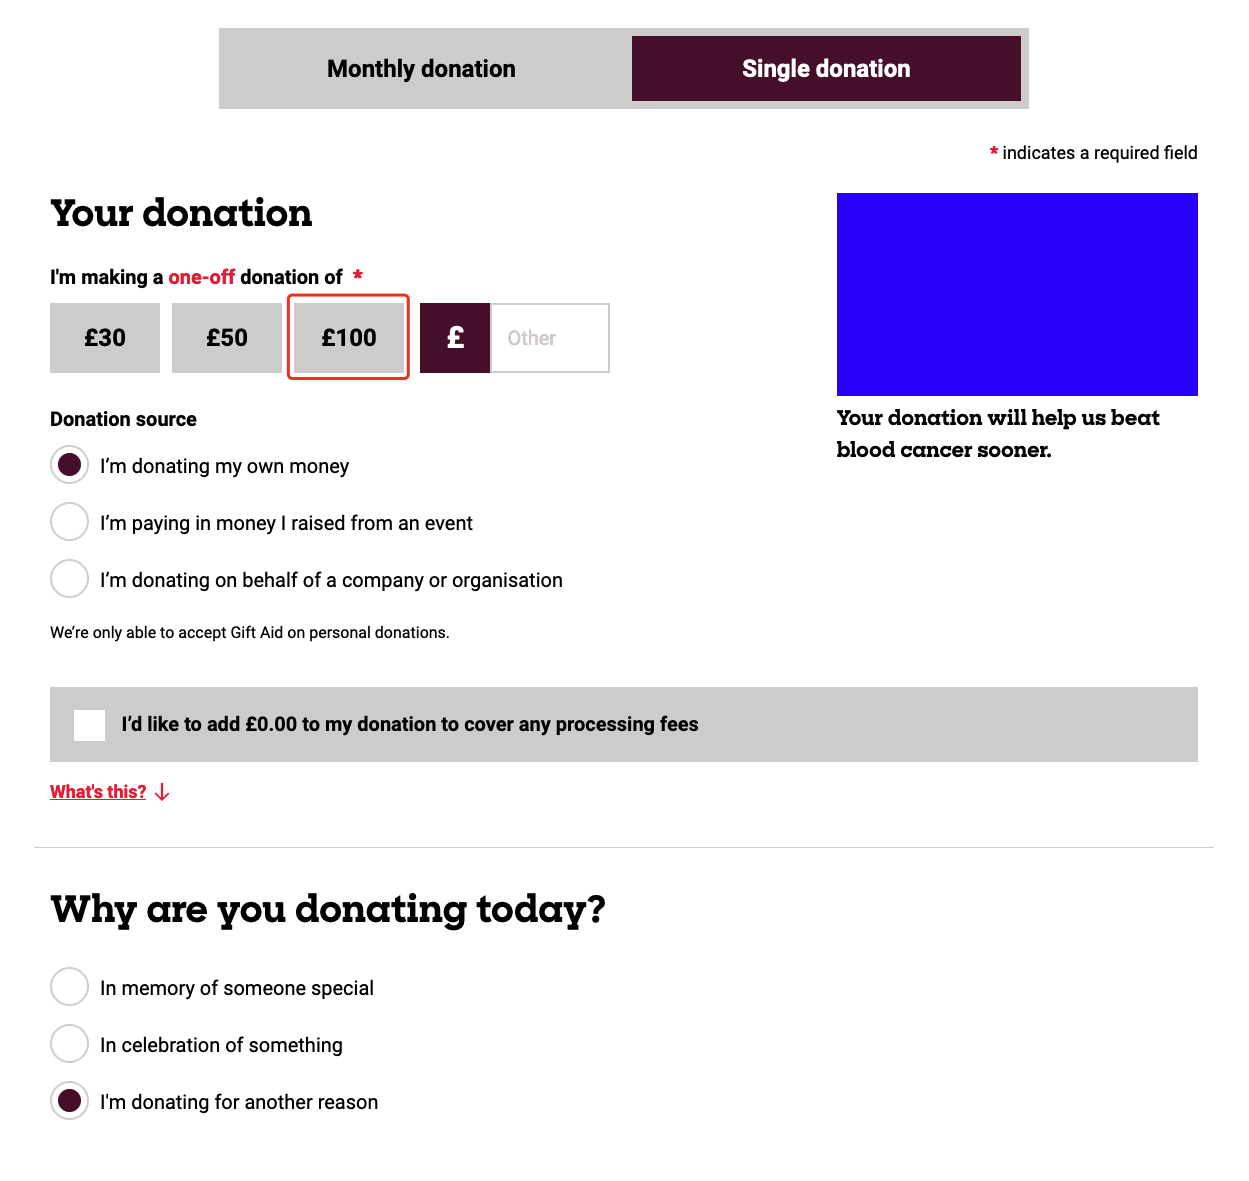 Monthly donation
Single donation
* indicates a required field
Your donation
I'm making a one-off donation of *
£30
£50
£100
£
Other
Your donation will help us beat
blood cancer sooner.
Donation source
I’m donating my own money
I’m paying in money I raised from an event
I’m donating on behalf of a company or organisation
We’re only able to accept Gift Aid on personal donations.
I’d like to add £0.00 to my donation to cover any processing fees
What's this? ↓
Why are you donating today?
In memory of someone special
In celebration of something
I'm donating for another reason